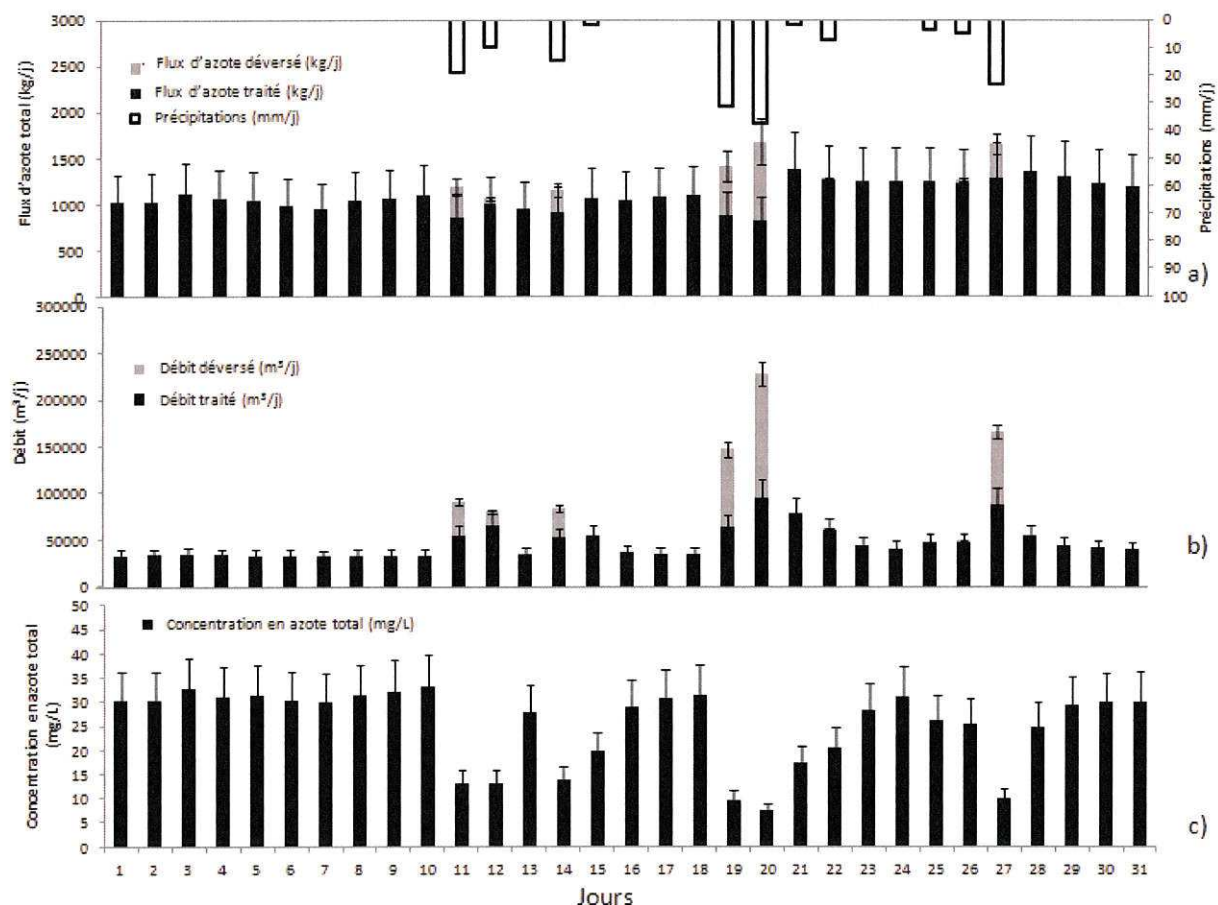 3000
2500
2000
1500
1000
500
0
Flux d'azote total (kg/j)
Flux d'azote déversé (kg/j)
Flux d'azote traité (kg/j)
Précipitations (mm/j)
0
10
20
30
40
50
60
70
80
90
100
Précipitations (mm/j)
a)
300000
250000
200000
150000
100000
50000
0
Débit (m³/j)
Débit déversé (m³/j)
Débit traité (m³/j)
b)
50
45
40
35
30
25
20
15
10
5
0
Concentration en azote total
(mg/L)
Concentration en azote total (mg/L)
c)
1 2 3 4 5 6 7 8 9 10 11 12 13 14 15 16 17 18 19 20 21 22 23 24 25 26 27 28 29 30 31
Jours